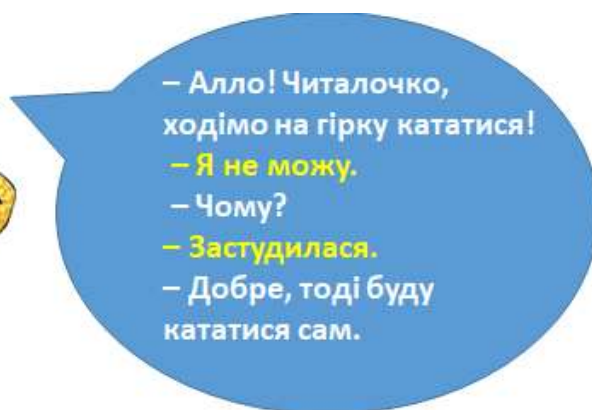 – Алло! Читалочко,
ходімо на гірку кататися!
– Я не можу.
– Чому?
– Застудилася.
– Добре, тоді буду
кататися сам.